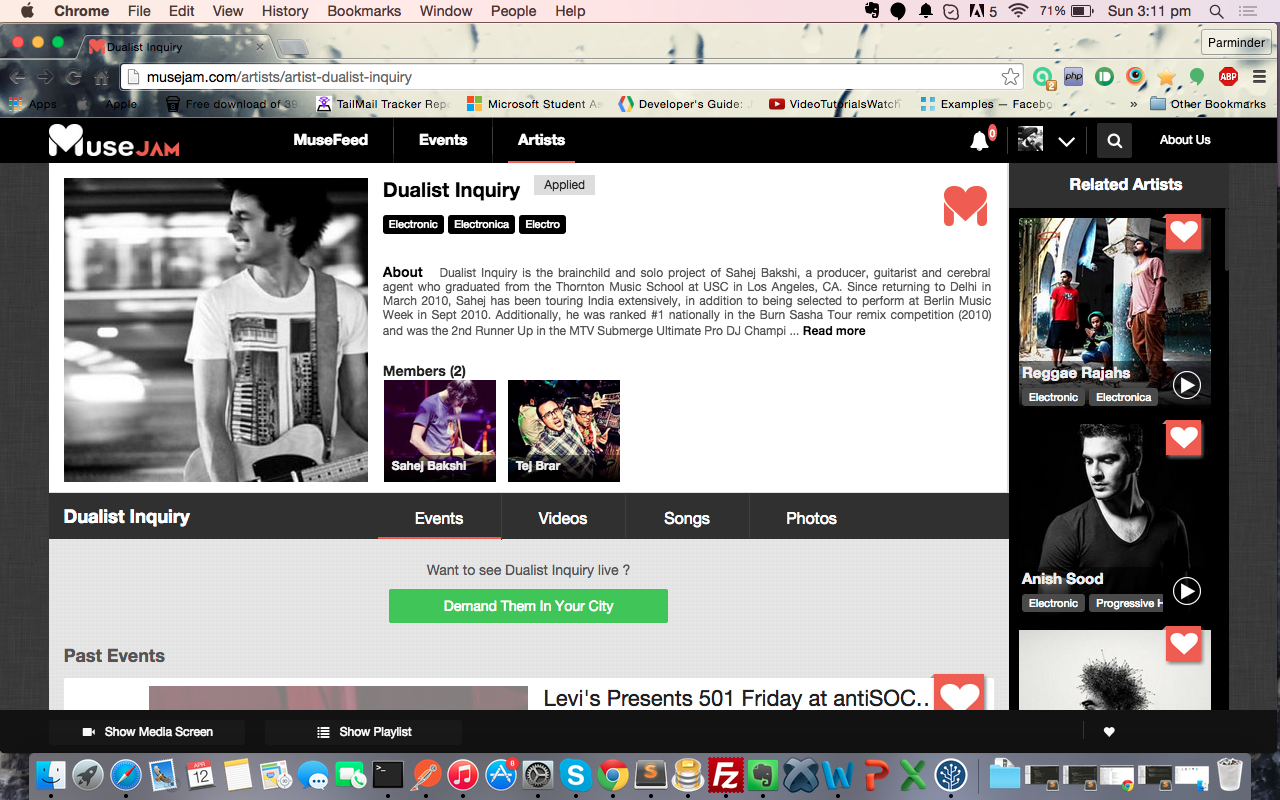 Chrome File Edit View History Bookmarks Window People Help 5 71% Sun 3:11 pm
Dualist Inquiry Parminder
musejam.com/artists/artist-dualist-inquiry 2 php ABP
Apps Apple Free download of 39 TailMail Tracker Repo Microsoft Student As Developer's Guide: VideoTutorialsWatch Examples — Facebo » Other Bookmarks
MUSEJAM MuseFeed Events Artists 0 About Us
Dualist Inquiry Applied
Electronic Electronica Electro
About Dualist Inquiry is the brainchild and solo project of Sahej Bakshi, a producer, guitarist and cerebral
agent who graduated from the Thornton Music School at USC in Los Angeles, CA. Since returning to Delhi in
March 2010, Sahej has been touring India extensively, in addition to being selected to perform at Berlin Music
Week in Sept 2010. Additionally, he was ranked #1 nationally in the Burn Sasha Tour remix competition (2010)
and was the 2nd Runner Up in the MTV Submerge Ultimate Pro DJ Champi ... Read more
Members (2)
Sahej Bakshi Tej Brar
Related Artists
Reggae Rajahs
Electronic Electronica
Anish Sood
Electronic Progressive H
Dualist Inquiry Events Videos Songs Photos
Want to see Dualist Inquiry live ?
Demand Them In Your City
Past Events
Levi's Presents 501 Friday at antiSOC..
Show Media Screen Show Playlist
APR
12
8